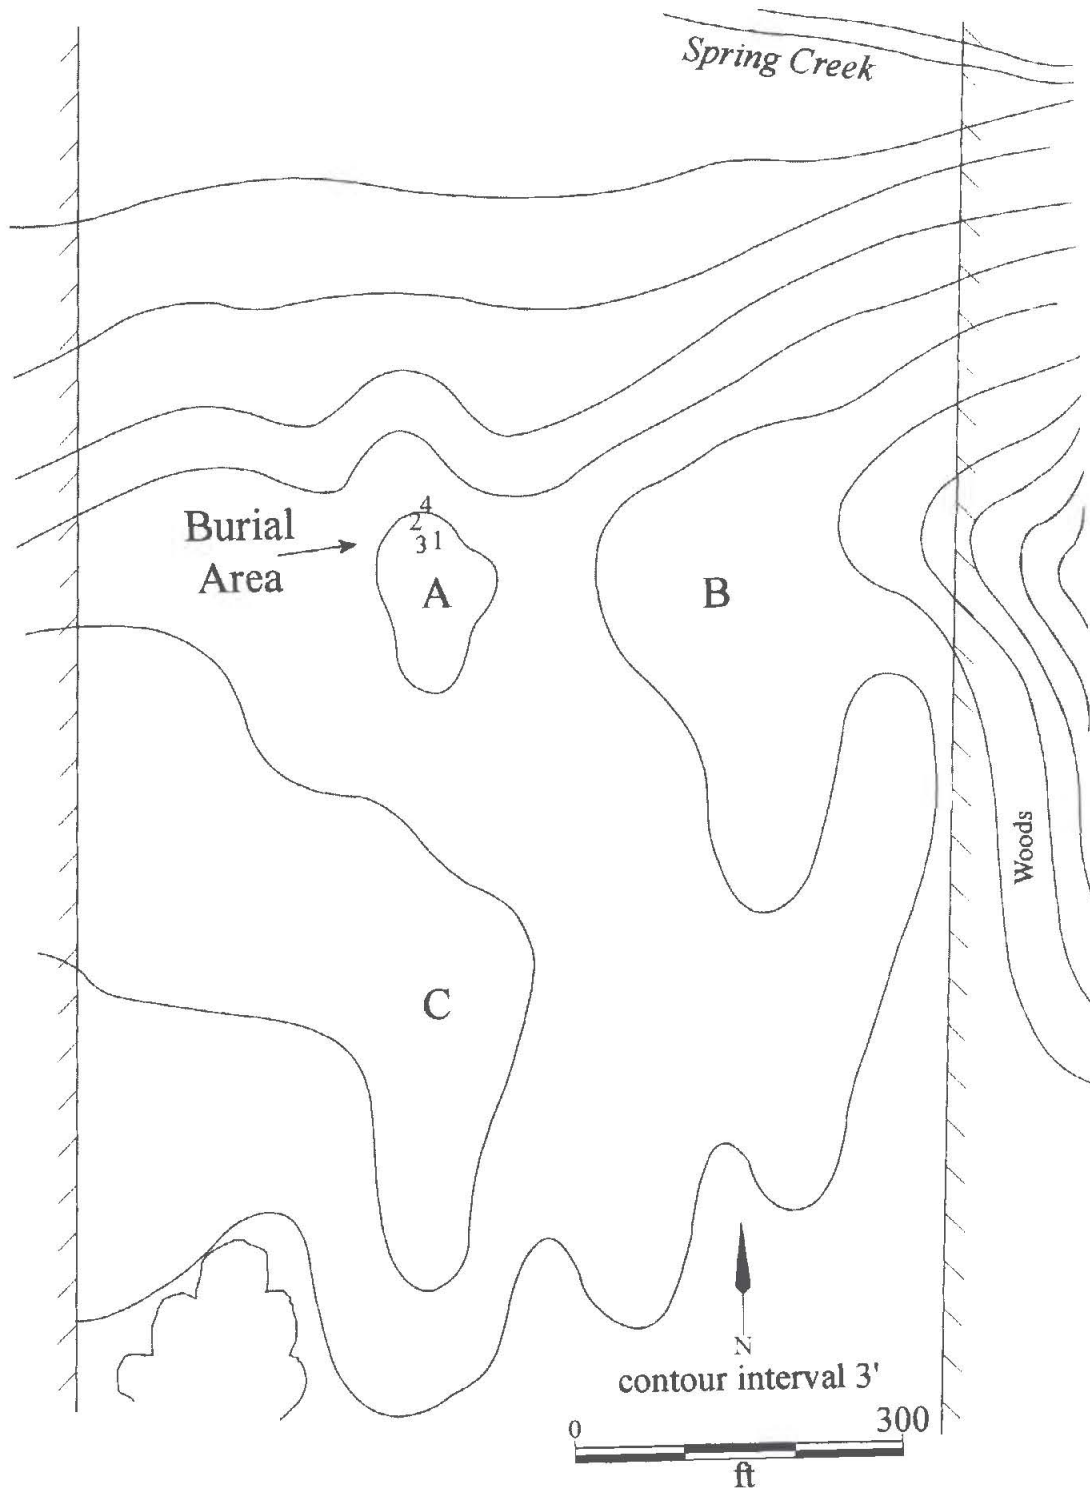 Spring Creek
Burial
Area
4
2
3 1
A
B
C
Woods
N
contour interval 3'
0 300
ft